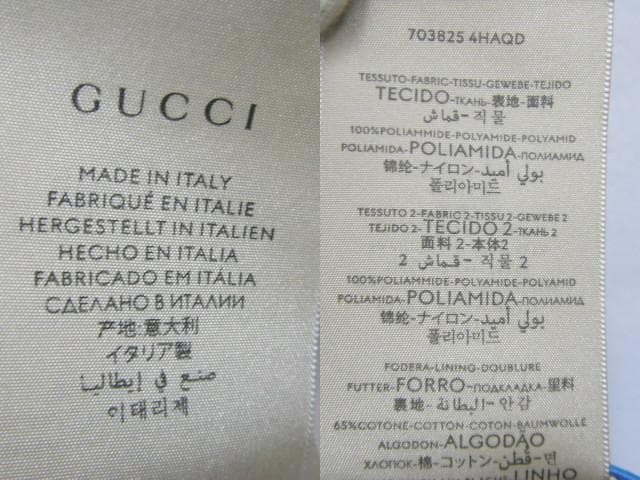 GUCCI
MADE IN ITALY
FABRIQUÉ EN ITALIE
HERGESTELLT IN ITALIEN
HECHO EN ITALIA
FABRICADO EM ITÁLIA
СДЕЛАНО В ИТАЛИИ
产地·意大利
イタリア製
صنع في إيطاليا
이태리제
703825 4HAQD
TESSUTO-FABRIC-TISSU-GEWEBE-TEJIDO
TECIDO-ТКАНЬ-表地-面料
직물-قماش
100%POLIAMMIDE-POLYAMIDE-POLYAMID
POLIAMIDA-POLIAMIDA-ПОЛИАМИД
锦纶-ナイロン-بولي أميد
폴리아미드
TESSUTO 2-FABRIC 2-TISSU 2-GEWEBE 2
TEJIDO 2-TECIDO 2-ТКАНЬ 2
面料 2-本体2
직물 2 - قماش 2
100%POLIAMMIDE-POLYAMIDE-POLYAMID
POLIAMIDA-POLIAMIDA-ПОЛИАМИД
锦纶-ナイロン-بولي أميد
폴리아미드
FODERA-LINING-DOUBLURE
FUTTER-FORRO-ПОДКЛАДКА-里料
裏地-البطانة-안감
65%COTONE-COTTON-COTON-BAUMWOLLE
ALGODON-ALGODÃO
ХЛОПОК-棉-コットン-قطن-면
LINHO